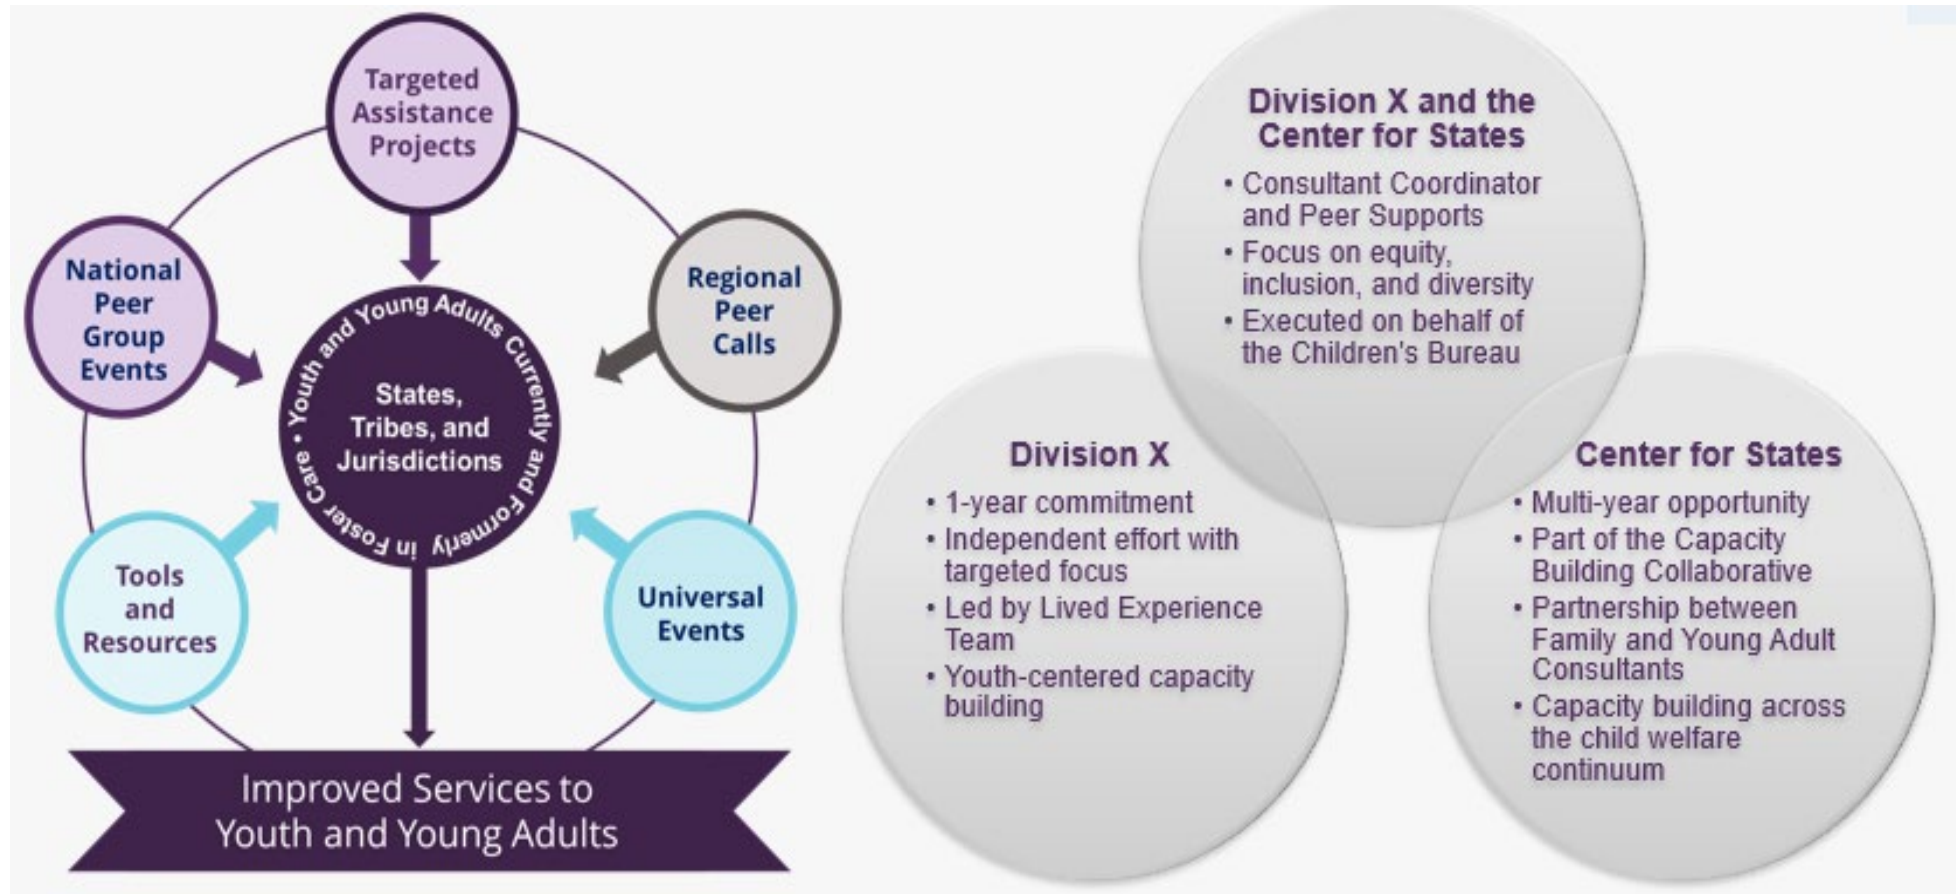 Targeted
Assistance
Projects
National
Peer
Group
Events
Regional
Peer
Calls
• Youth and Young Adults Currently and Formerly in Foster Care
States,
Tribes, and
Jurisdictions
Tools
and
Resources
Universal
Events
Improved Services to
Youth and Young Adults
Division X and the
Center for States
• Consultant Coordinator
and Peer Supports
• Focus on equity,
inclusion, and diversity
• Executed on behalf of
the Children's Bureau
Division X
• 1-year commitment
• Independent effort with
targeted focus
• Led by Lived Experience
Team
• Youth-centered capacity
building
Center for States
• Multi-year opportunity
• Part of the Capacity
Building Collaborative
• Partnership between
Family and Young Adult
Consultants
• Capacity building across
the child welfare
continuum